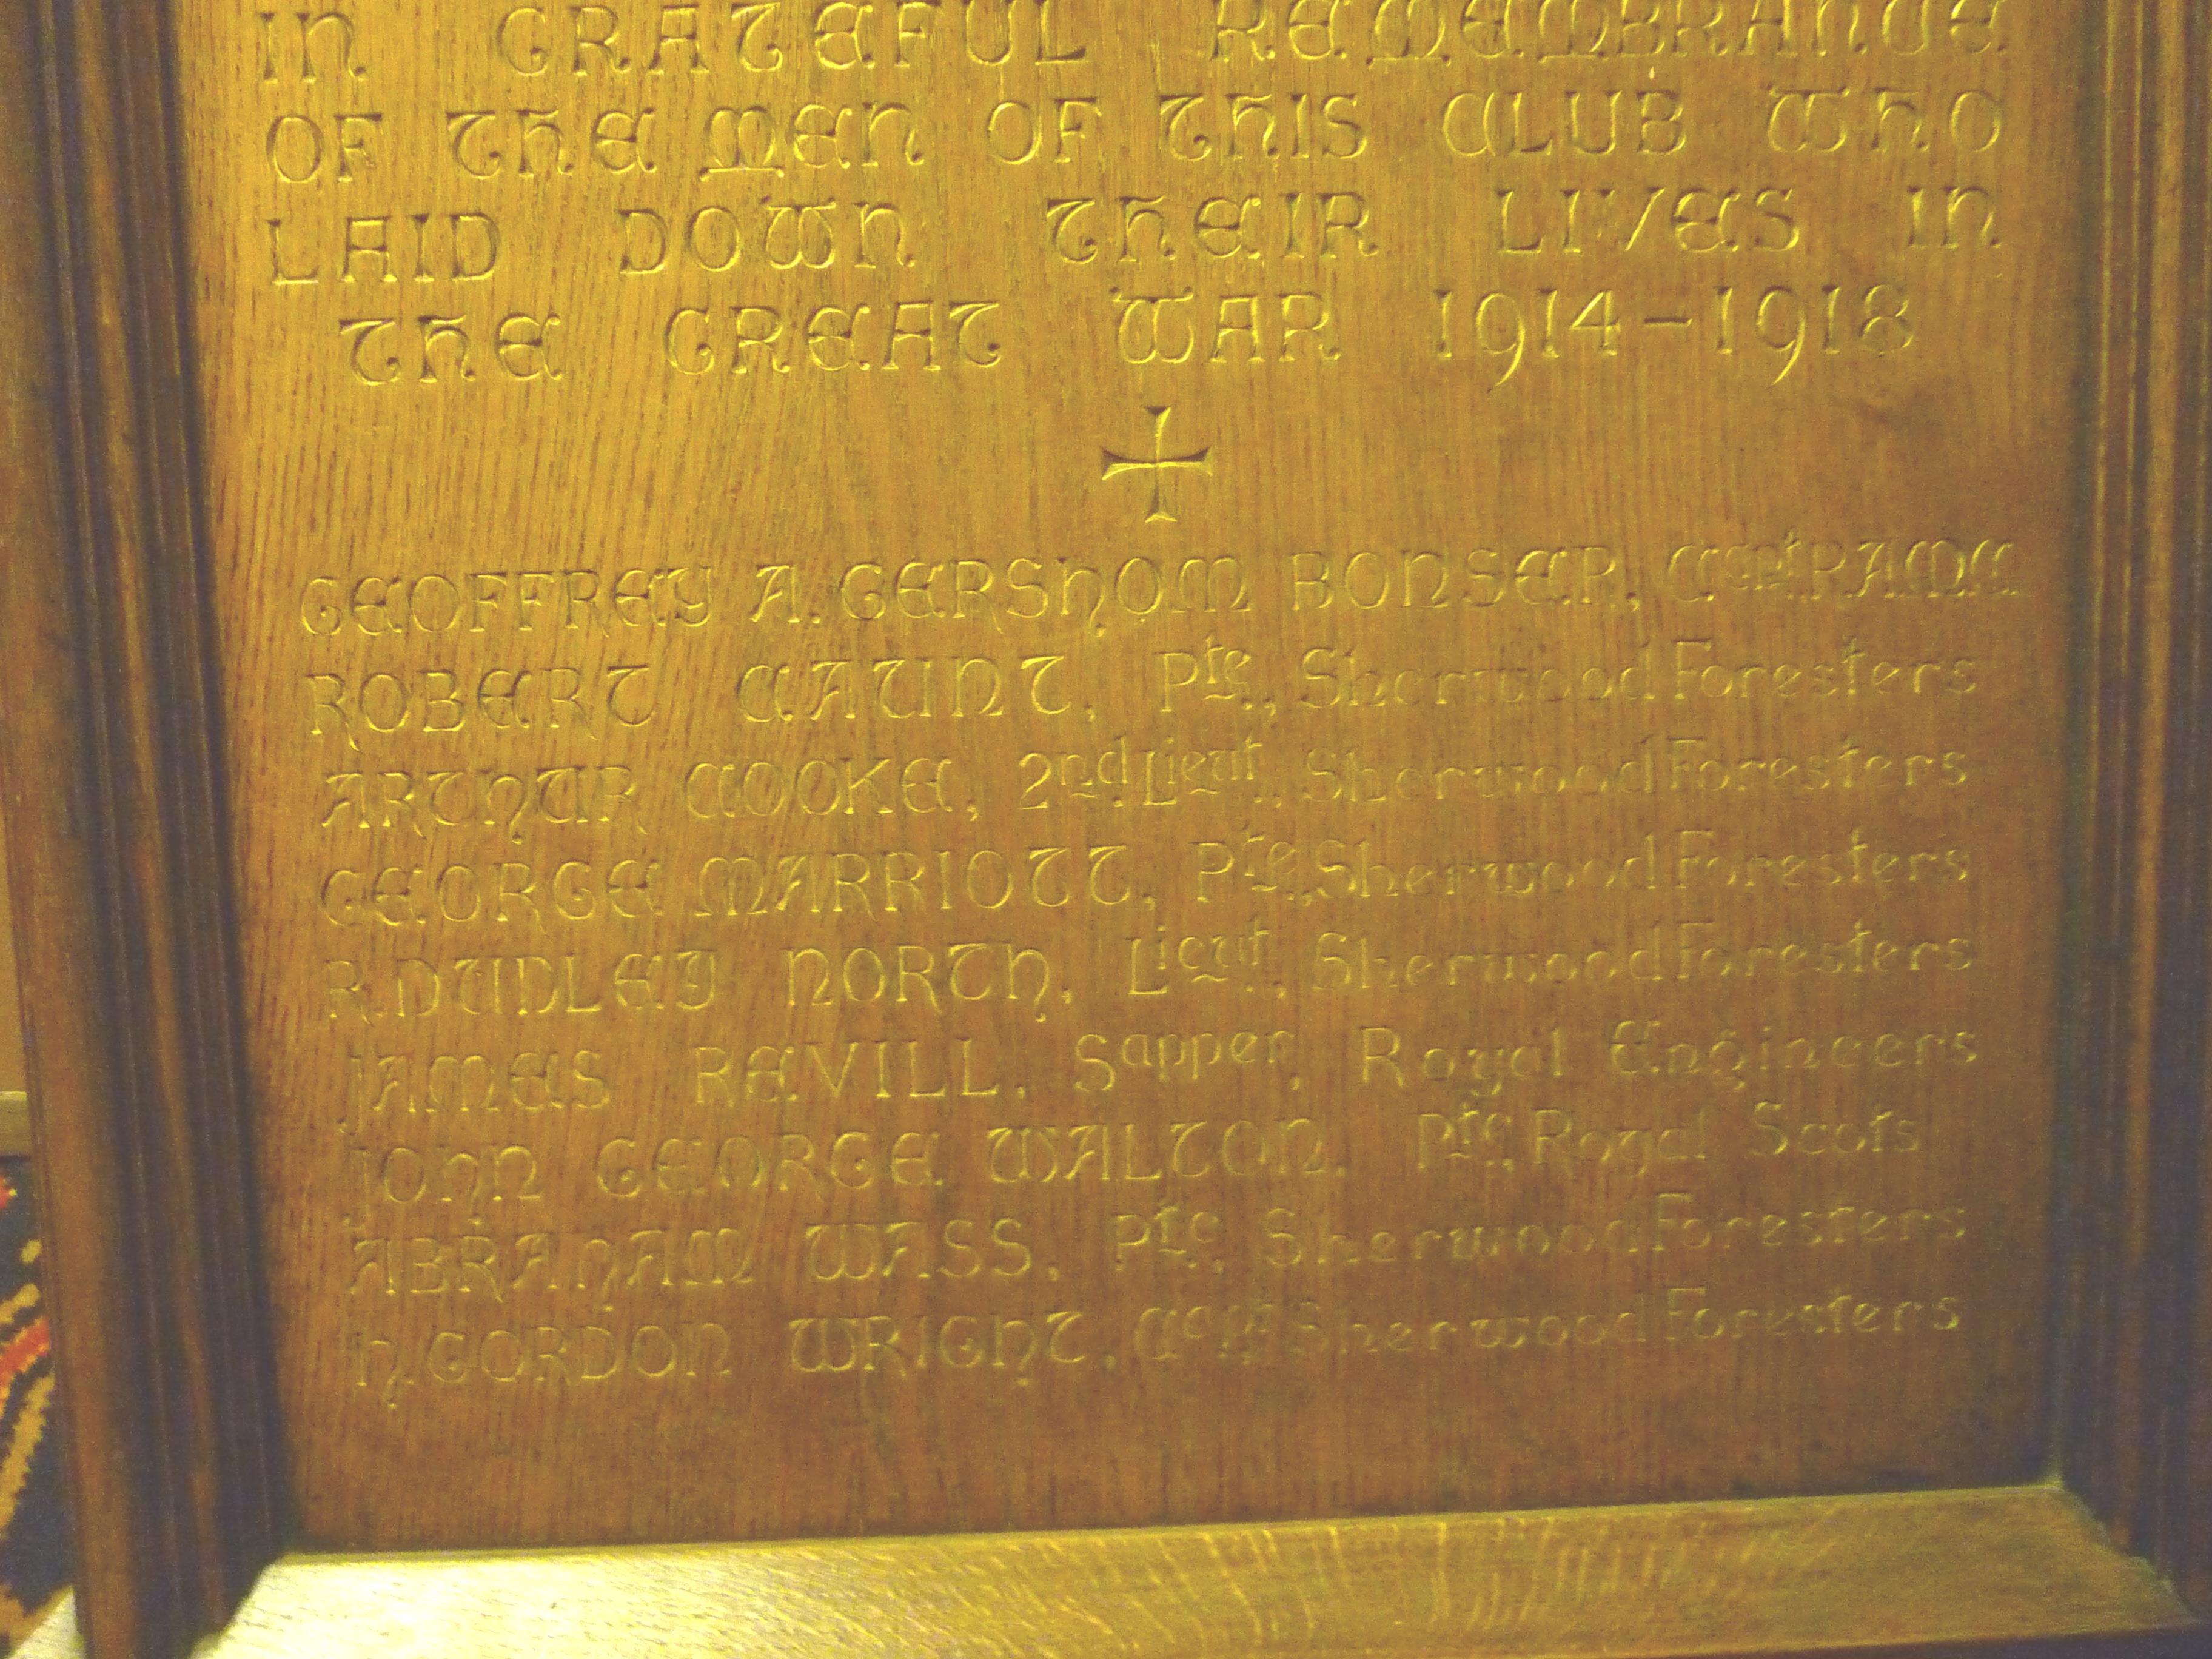 IN GRATEFUL REMEMBRANCE
OF THE MEN OF THIS CLUB WHO
LAID DOWN THEIR LIVES IN
THE GREAT WAR 1914-1918
GEOFFREY A. GERSHOM BONSER, Capt. RAMC
ROBERT CAUNT, Pte., Sherwood Foresters
ARTHUR COOKE, 2nd. Lieut., Sherwood Foresters
GEORGE MARRIOTT, Pte., Sherwood Foresters
R. DUDLEY NORTH, Lieut., Sherwood Foresters
JAMES REVILL, Sapper, Royal Engineers
JOHN GEORGE WALTON, Pte., Royal Scots
ABRAHAM WASS, Pte., Sherwood Foresters
H. GORDON WRIGHT, Capt. Sherwood Foresters